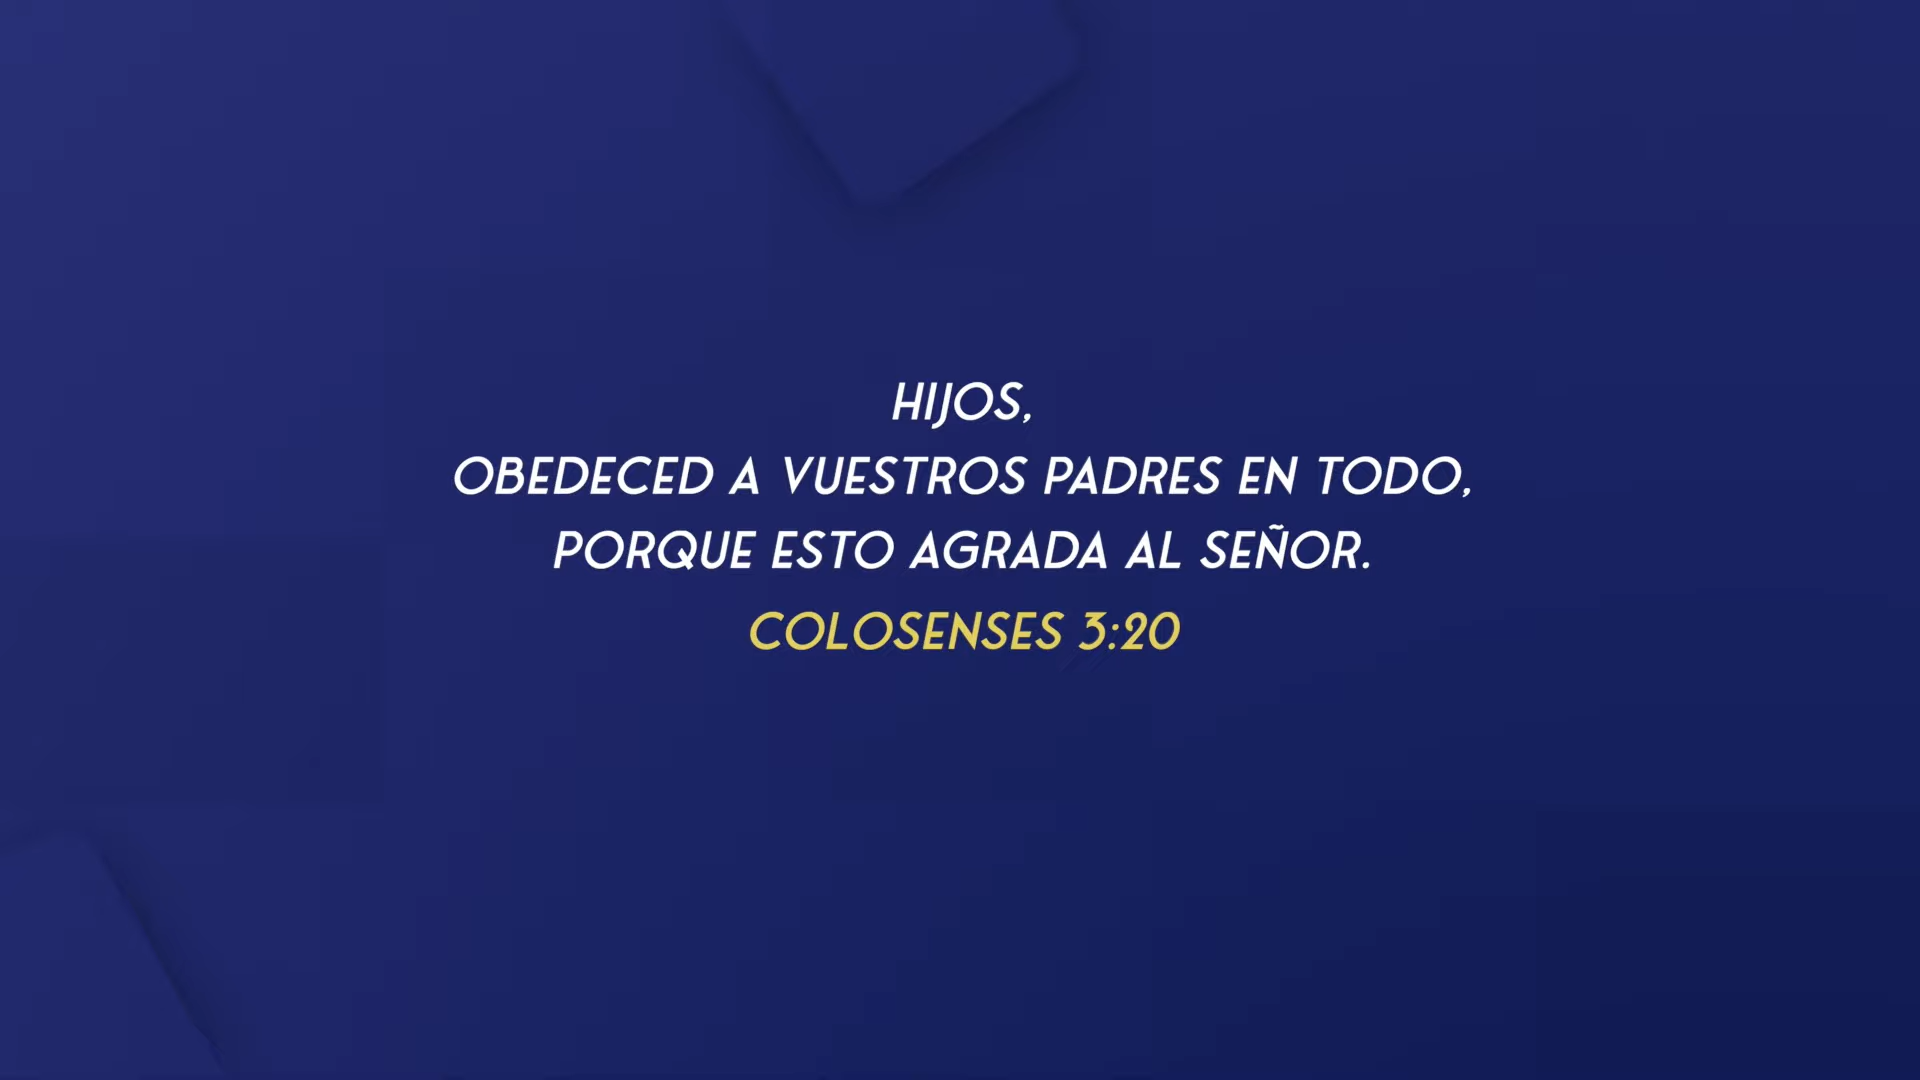 HIJOS,
OBEDECED A VUESTROS PADRES EN TODO,
PORQUE ESTO AGRADA AL SEÑOR.
COLOSENSES 3:20